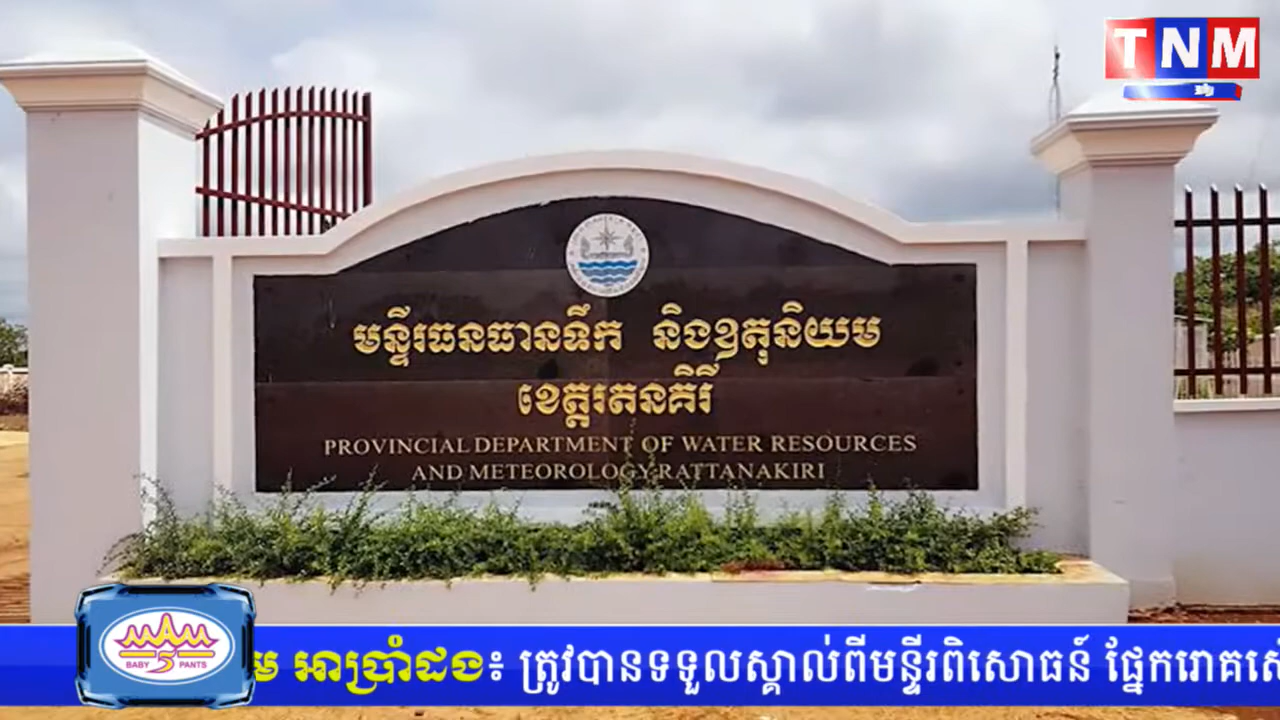 TNM
មន្ទីរធនធានទឹក និងឧតុនិយម
ខេត្តរតនគិរី
PROVINCIAL DEPARTMENT OF WATER RESOURCES
AND METEOROLOGY RATTANAKIRI
BABY 5 PANTS
ម អាប្រាំដង៖ ត្រូវបានទទួលស្គាល់ពីមន្ទីរពិសោធន៍ ផ្នែករោគសើ